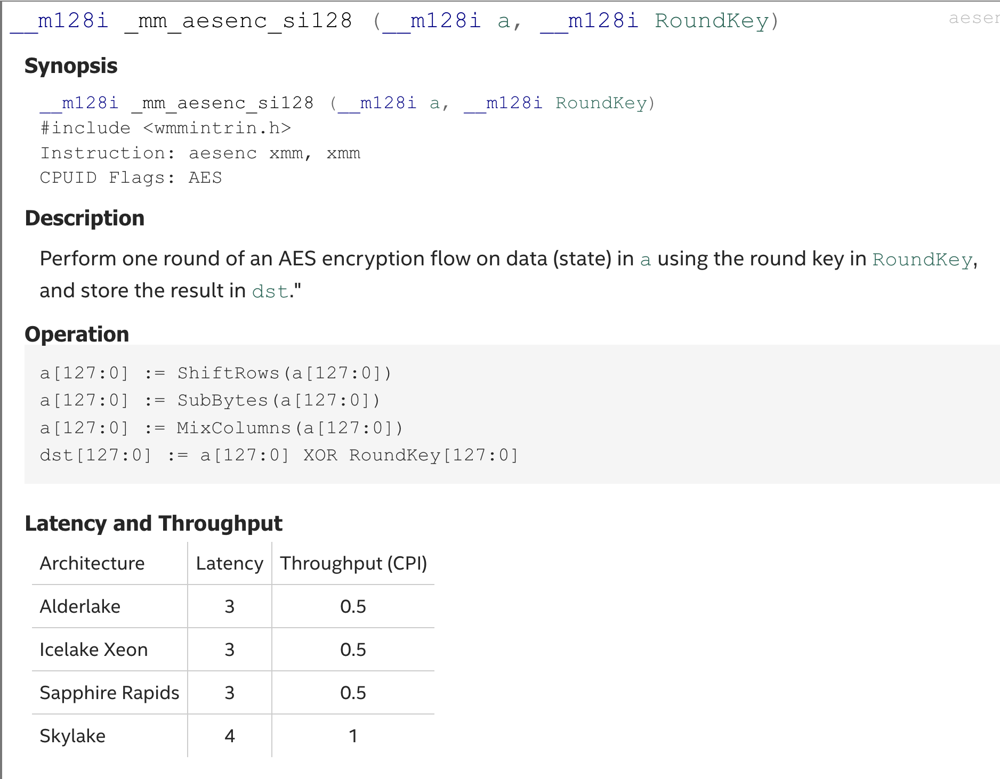 __m128i _mm_aesenc_si128 (__m128i a, __m128i RoundKey)
Synopsis
__m128i _mm_aesenc_si128 (__m128i a, __m128i RoundKey)
#include <wmmintrin.h>
Instruction: aesenc xmm, xmm
CPUID Flags: AES
Description
Perform one round of an AES encryption flow on data (state) in a using the round key in RoundKey,
and store the result in dst."
Operation
a[127:0] := ShiftRows(a[127:0])
a[127:0] := SubBytes(a[127:0])
a[127:0] := MixColumns(a[127:0])
dst[127:0] := a[127:0] XOR RoundKey[127:0]
Latency and Throughput
Architecture Latency Throughput (CPI)
Alderlake 3 0.5
Icelake Xeon 3 0.5
Sapphire Rapids 3 0.5
Skylake 4 1